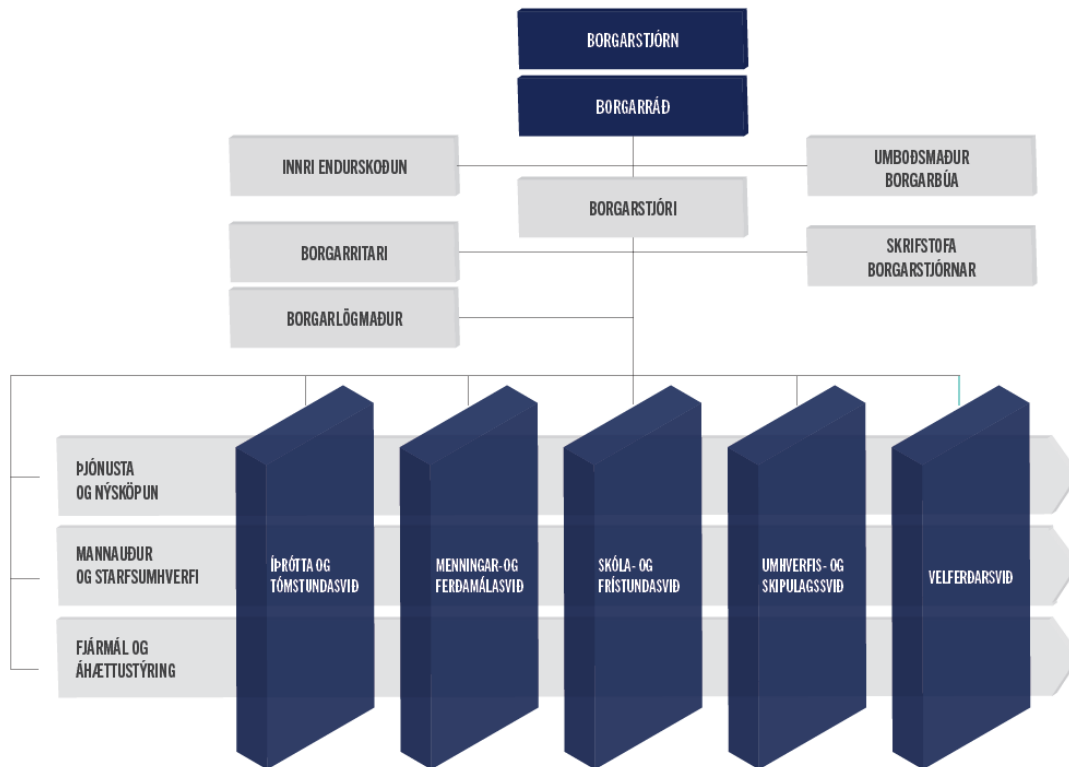 BORGARSTJÓRN
BORGARRÁÐ
INNRI ENDURSKOÐUN
UMBOÐSMAÐUR
BORGARBÚA
BORGARSTJÓRI
BORGARRITARI
SKRIFSTOFA
BORGARSTJÓRNAR
BORGARLÖGMAÐUR
ÞJÓNUSTA
OG NÝSKÖPUN
MANNAUÐUR
OG STARFSUMHVERFI
FJÁRMÁL OG
ÁHÆTTUSTÝRING
ÍÞRÓTTA OG
TÓMSTUNDASVIÐ
MENNINGAR-OG
FERÐAMÁLASVIÐ
SKÓLA- OG
FRÍSTUNDASVIÐ
UMHVERFIS- OG
SKIPULAGSSVIÐ
VELFERÐARSVIÐ